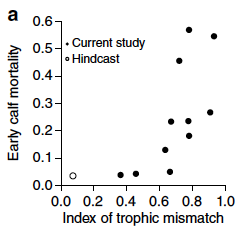 a
Early calf mortality
0.6
0.5
0.4
0.3
0.2
0.1
0.0
• Current study
○ Hindcast
0.0 0.2 0.4 0.6 0.8 1.0
Index of trophic mismatch